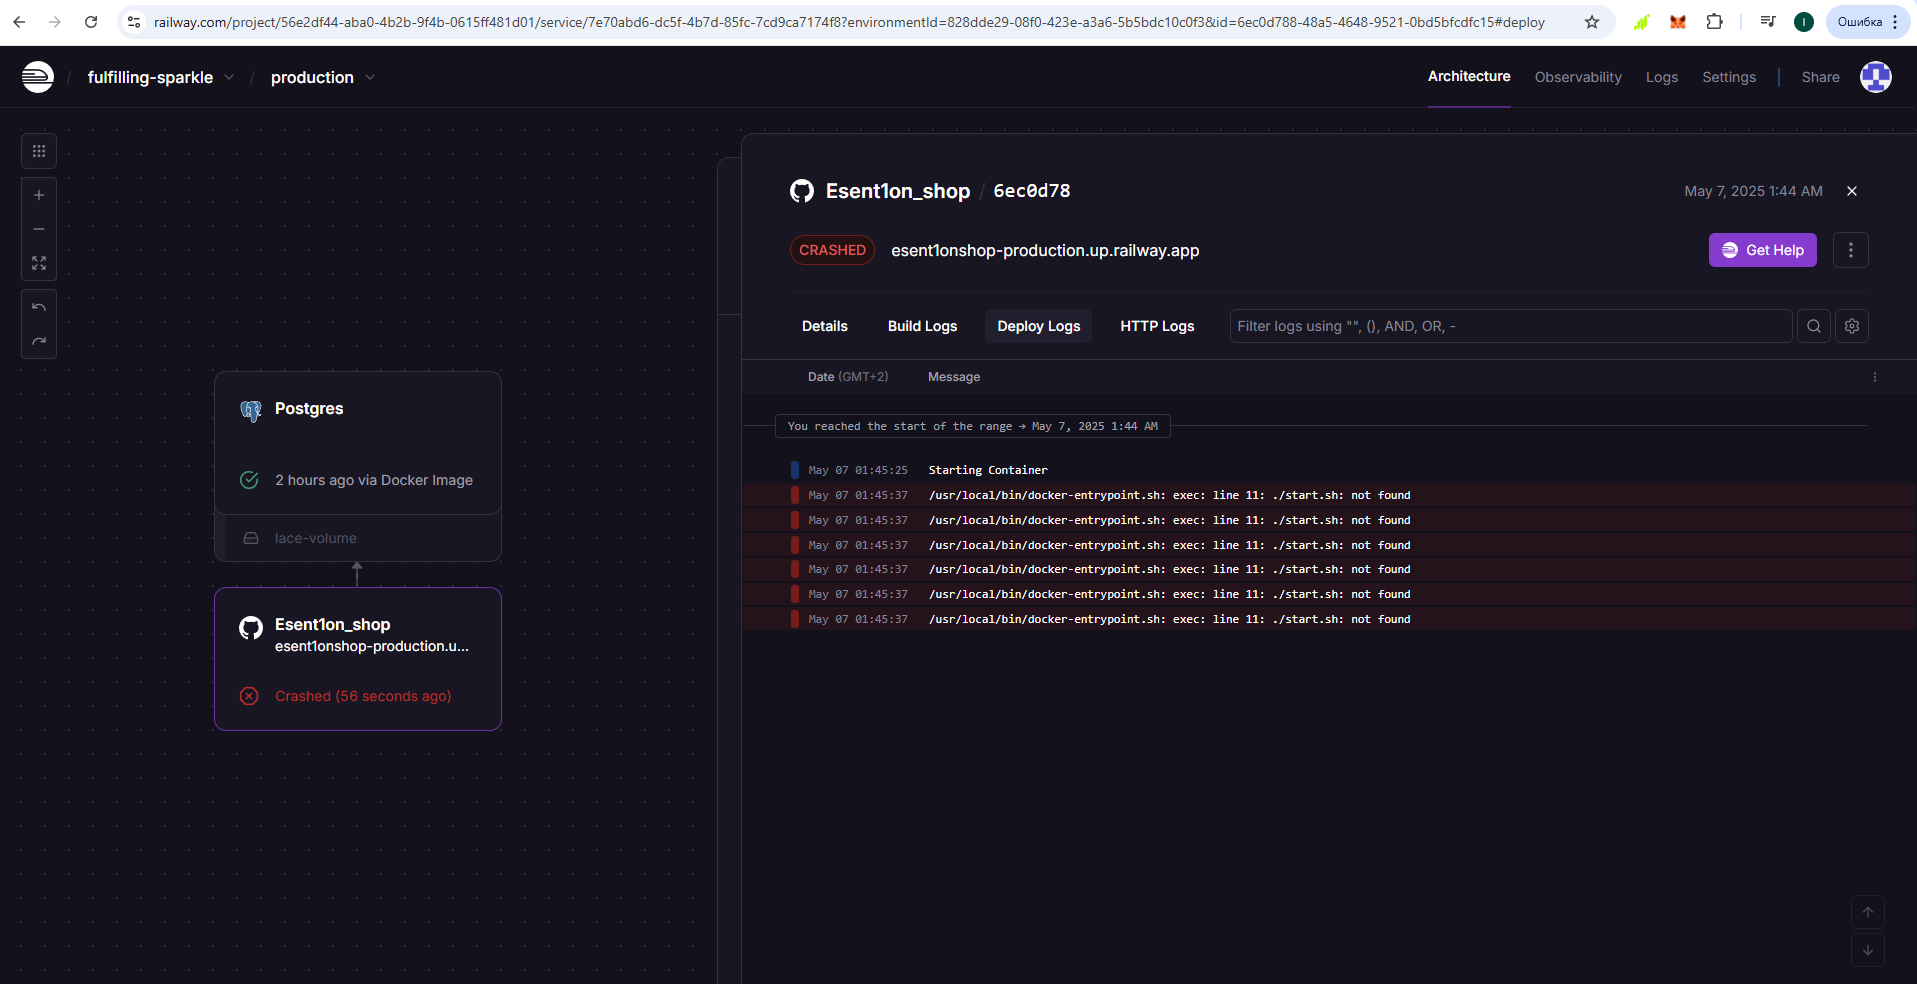 railway.com/project/56e2df44-aba0-4b2b-9f4b-0615ff481d01/service/7e70abd6-dc5f-4b7d-85fc-7cd9ca7174f8?environmentId=828dde29-08f0-423e-a3a6-5b5bdc10c0f3&id=6ec0d788-48a5-4648-9521-0bd5bfcdfc15#deploy
I
Ошибка
/ fulfilling-sparkle / production
Architecture Observability Logs Settings | Share
Esent1on_shop / 6ec0d78
May 7, 2025 1:44 AM
CRASHED esent1onshop-production.up.railway.app
Get Help
Details Build Logs Deploy Logs HTTP Logs
Filter logs using "", (), AND, OR, -
Date (GMT+2) Message
You reached the start of the range → May 7, 2025 1:44 AM
May 07 01:45:25 Starting Container
May 07 01:45:37 /usr/local/bin/docker-entrypoint.sh: exec: line 11: ./start.sh: not found
May 07 01:45:37 /usr/local/bin/docker-entrypoint.sh: exec: line 11: ./start.sh: not found
May 07 01:45:37 /usr/local/bin/docker-entrypoint.sh: exec: line 11: ./start.sh: not found
May 07 01:45:37 /usr/local/bin/docker-entrypoint.sh: exec: line 11: ./start.sh: not found
May 07 01:45:37 /usr/local/bin/docker-entrypoint.sh: exec: line 11: ./start.sh: not found
May 07 01:45:37 /usr/local/bin/docker-entrypoint.sh: exec: line 11: ./start.sh: not found
Postgres
2 hours ago via Docker Image
lace-volume
Esent1on_shop
esent1onshop-production.u...
Crashed (56 seconds ago)